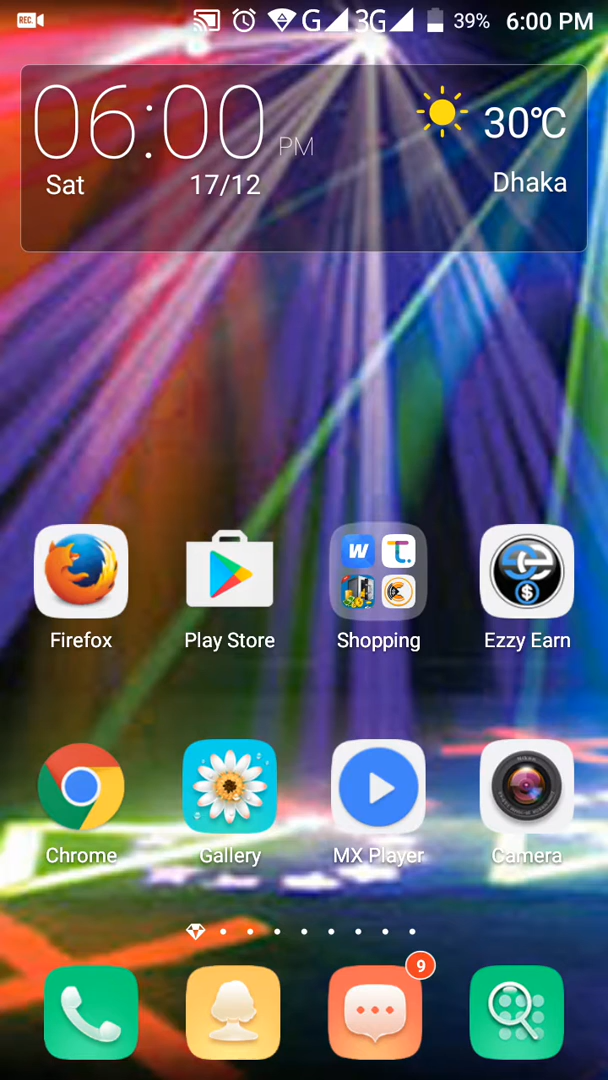 REC. G 3G 39% 6:00 PM
06:00 PM
30℃
Sat 17/12
Dhaka
W T.
Firefox Play Store Shopping Ezzy Earn
Chrome Gallery MX Player Camera
9